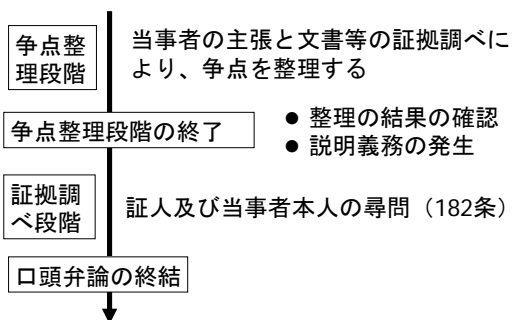 争点整
理段階
当事者の主張と文書等の証拠調べに
より、争点を整理する
争点整理段階の終了
● 整理の結果の確認
● 説明義務の発生
証拠調
べ段階
証人及び当事者本人の尋問（182条）
口頭弁論の終結